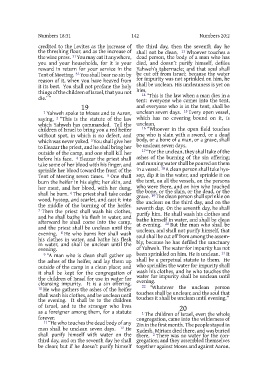 Numbers 18:31
142
Numbers 20:2
credited to the Levites as the increase of
the threshing floor, and as the increase of
the wine press. 31 You may eat it anywhere,
you and your households, for it is your
reward in return for your service in the
Tent of Meeting. 32 You shall bear no sin by
reason of it, when you have heaved from
it its best. You shall not profane the holy
things of the children of Israel, that you not
die.’”
19
1 Yahweh spoke to Moses and to Aaron,
saying, 2 “This is the statute of the law
which Yahweh has commanded. Tell the
children of Israel to bring you a red heifer
without spot, in which is no defect, and
which was never yoked. 3 You shall give her
to Eleazar the priest, and he shall bring her
outside of the camp, and one shall kill her
before his face. 4 Eleazar the priest shall
take some of her blood with his finger, and
sprinkle her blood toward the front of the
Tent of Meeting seven times. 5 One shall
burn the heifer in his sight; her skin, and
her meat, and her blood, with her dung,
shall be burned. 6 The priest shall take cedar
wood, hyssop, and scarlet, and cast it into
the middle of the burning of the heifer.
7 Then the priest shall wash his clothes,
and he shall bathe his flesh in water, and
afterward he shall come into the camp,
and the priest shall be unclean until the
evening. 8 He who burns her shall wash
his clothes in water, and bathe his flesh
in water, and shall be unclean until the
evening.
9 “A man who is clean shall gather up
the ashes of the heifer, and lay them up
outside of the camp in a clean place; and
it shall be kept for the congregation of
the children of Israel for use in water for
cleansing impurity. It is a sin offering.
10 He who gathers the ashes of the heifer
shall wash his clothes, and be unclean until
the evening. It shall be to the children
of Israel, and to the stranger who lives
as a foreigner among them, for a statute
forever.
11 “He who touches the dead body of any
man shall be unclean seven days. 12 He
shall purify himself with water on the
third day, and on the seventh day he shall
be clean; but if he doesn’t purify himself
the third day, then the seventh day he
shall not be clean. 13 Whoever touches a
dead person, the body of a man who has
died, and doesn’t purify himself, defiles
Yahweh’s tabernacle; and that soul shall
be cut off from Israel; because the water
for impurity was not sprinkled on him, he
shall be unclean. His uncleanness is yet on
him.
14 “This is the law when a man dies in a
tent: everyone who comes into the tent,
and everyone who is in the tent, shall be
unclean seven days. 15 Every open vessel,
which has no covering bound on it, is
unclean.
16 “Whoever in the open field touches
one who is slain with a sword, or a dead
body, or a bone of a man, or a grave, shall
be unclean seven days.
17 “For the unclean, they shall take of the
ashes of the burning of the sin offering;
and running water shall be poured on them
in a vessel. 18 A clean person shall take hyssop,
dip it in the water, and sprinkle it on
the tent, on all the vessels, on the persons
who were there, and on him who touched
the bone, or the slain, or the dead, or the
grave. 19 The clean person shall sprinkle on
the unclean on the third day, and on the
seventh day. On the seventh day, he shall
purify him. He shall wash his clothes and
bathe himself in water, and shall be clean
at evening. 20 But the man who shall be
unclean, and shall not purify himself, that
soul shall be cut off from among the assembly,
because he has defiled the sanctuary
of Yahweh. The water for impurity has not
been sprinkled on him. He is unclean. 21 It
shall be a perpetual statute to them. He
who sprinkles the water for impurity shall
wash his clothes, and he who touches the
water for impurity shall be unclean until
evening.
22 “Whatever the unclean person
touches shall be unclean; and the soul that
touches it shall be unclean until evening.”
20
1 The children of Israel, even the whole
congregation, came into the wilderness of
Zin in the first month. The people stayed in
Kadesh. Miriam died there, and was buried
there. 2 There was no water for the congregation;
and they assembled themselves
together against Moses and against Aaron.